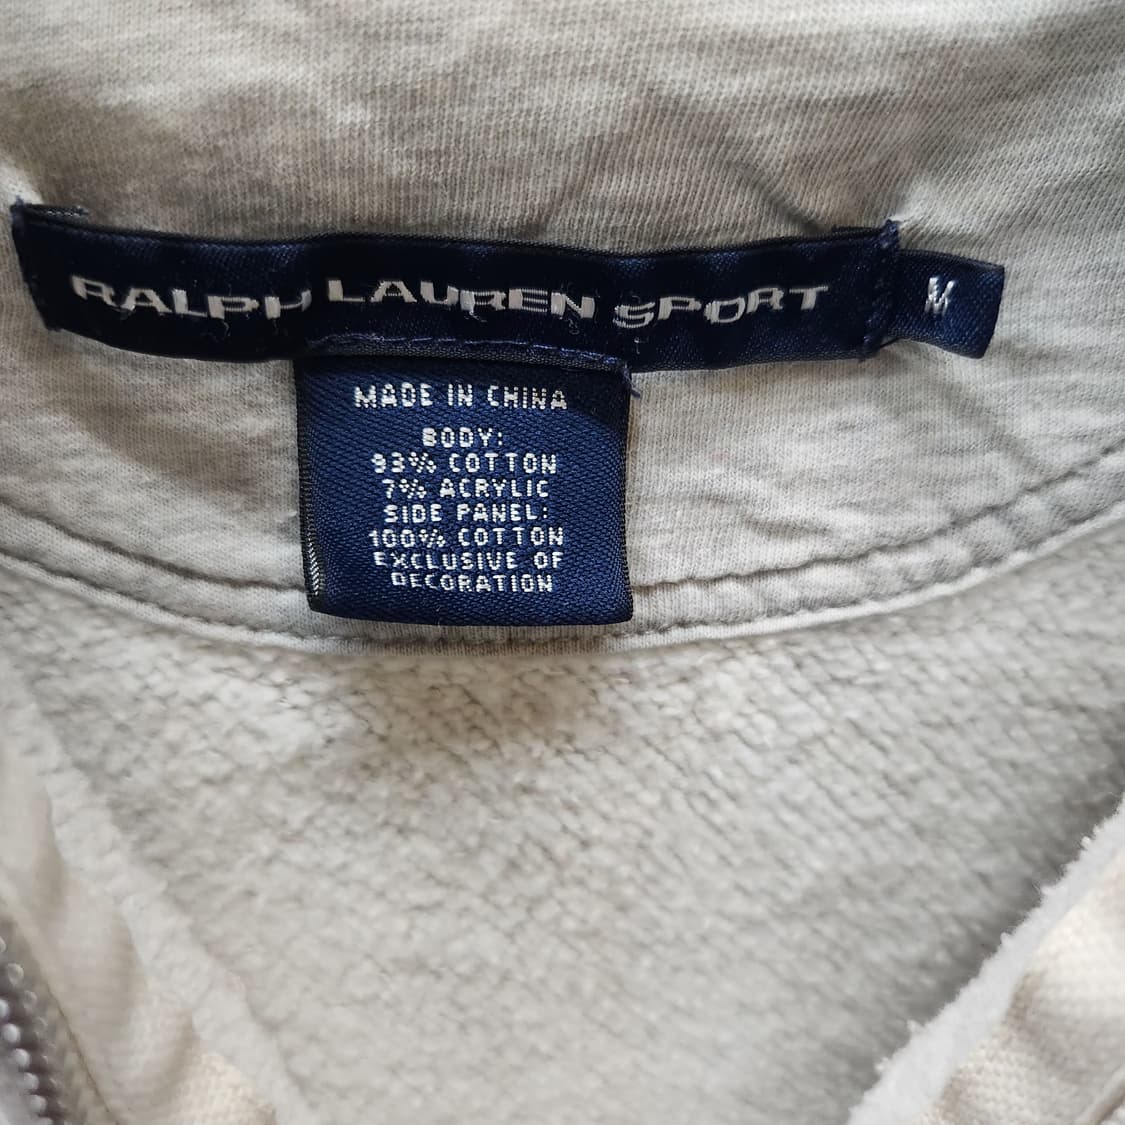 RALPH LAUREN SPORT
M
MADE IN CHINA
BODY:
93% COTTON
7% ACRYLIC
SIDE PANEL:
100% COTTON
EXCLUSIVE OF
DECORATION